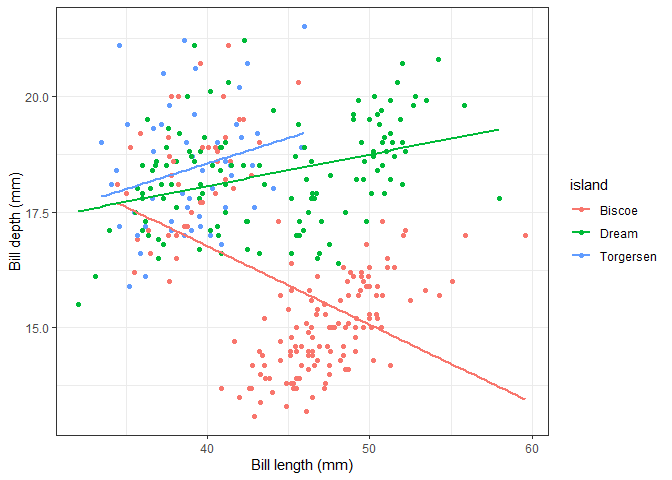 20.0
17.5
15.0
Bill depth (mm)
40
50
60
Bill length (mm)
island
Biscoe
Dream
Torgersen